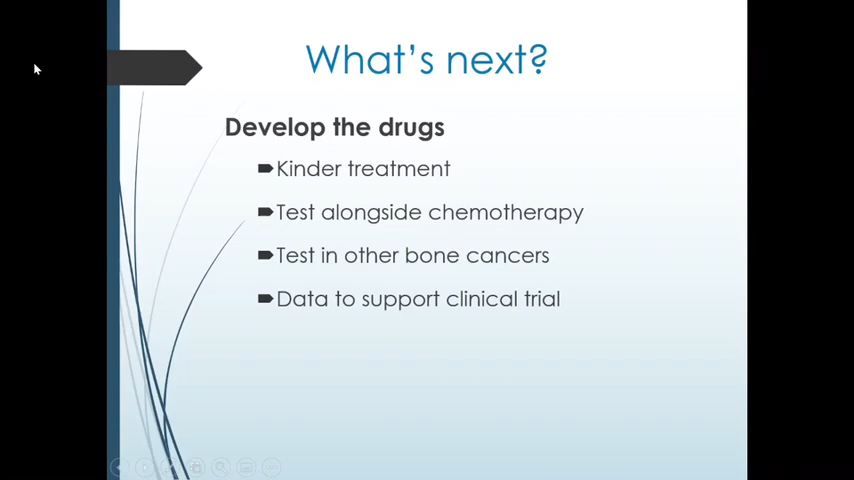 What's next?
Develop the drugs
Kinder treatment
Test alongside chemotherapy
Test in other bone cancers
Data to support clinical trial